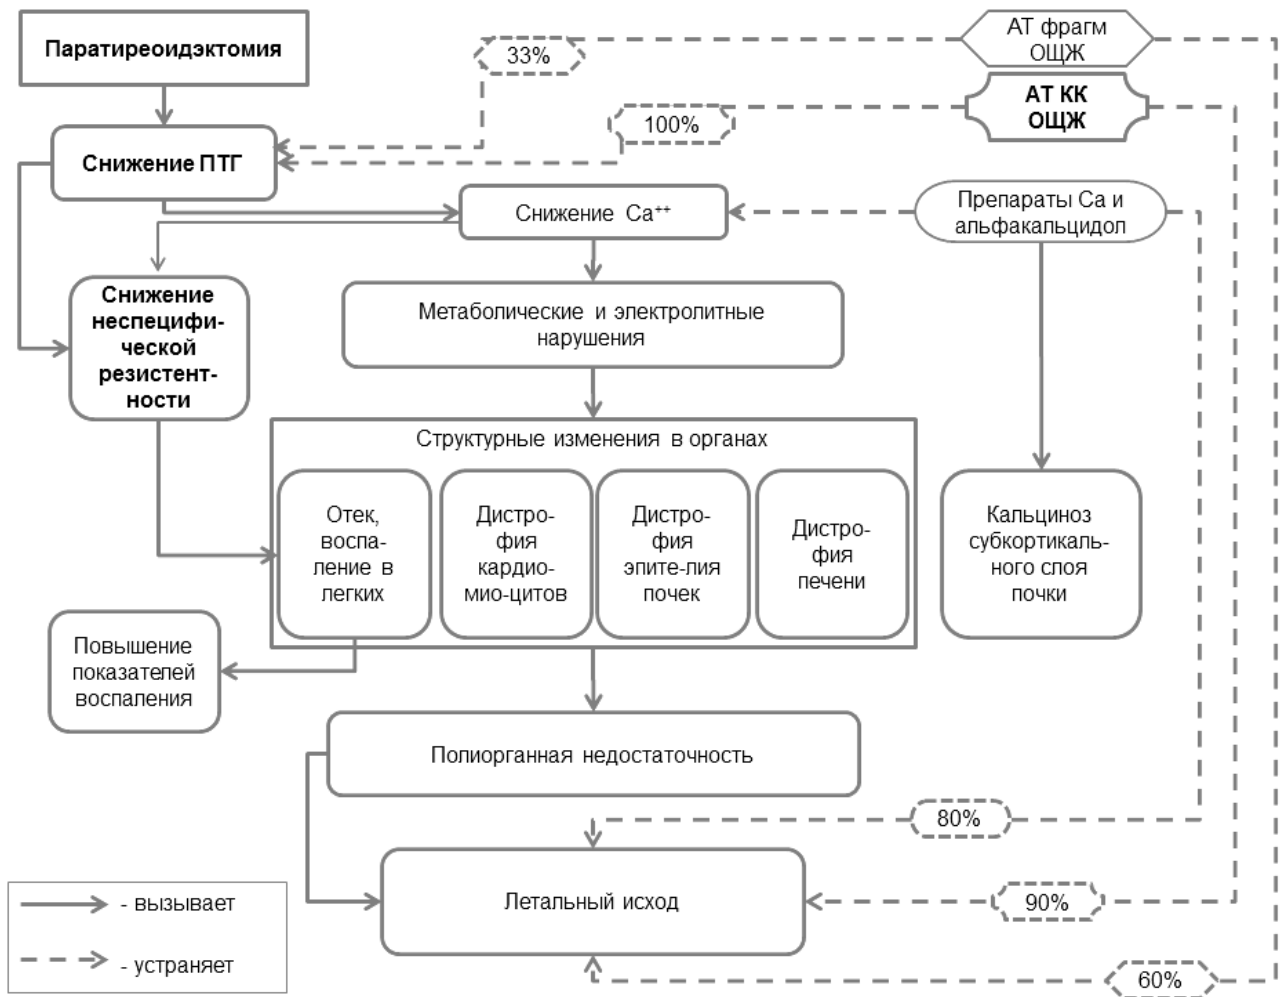 Паратиреоидэктомия
33%
АТ фрагм
ОЩЖ
100%
АТ КК
ОЩЖ
Снижение ПТГ
Снижение Ca⁺⁺
Препараты Ca и
альфакальцидол
Снижение
неспецифи-
ческой
резистент-
ности
Метаболические и электролитные
нарушения
Структурные изменения в органах
Отек,
воспа-
ление в
легких
Дистро-
фия
кардио-
мио-цитов
Дистро-
фия
эпите-лия
почек
Дистро-
фия
печени
Кальциноз
субкортикаль-
ного слоя
почки
Повышение
показателей
воспаления
Полиорганная недостаточность
80%
Летальный исход
90%
60%
- вызывает
- устраняет